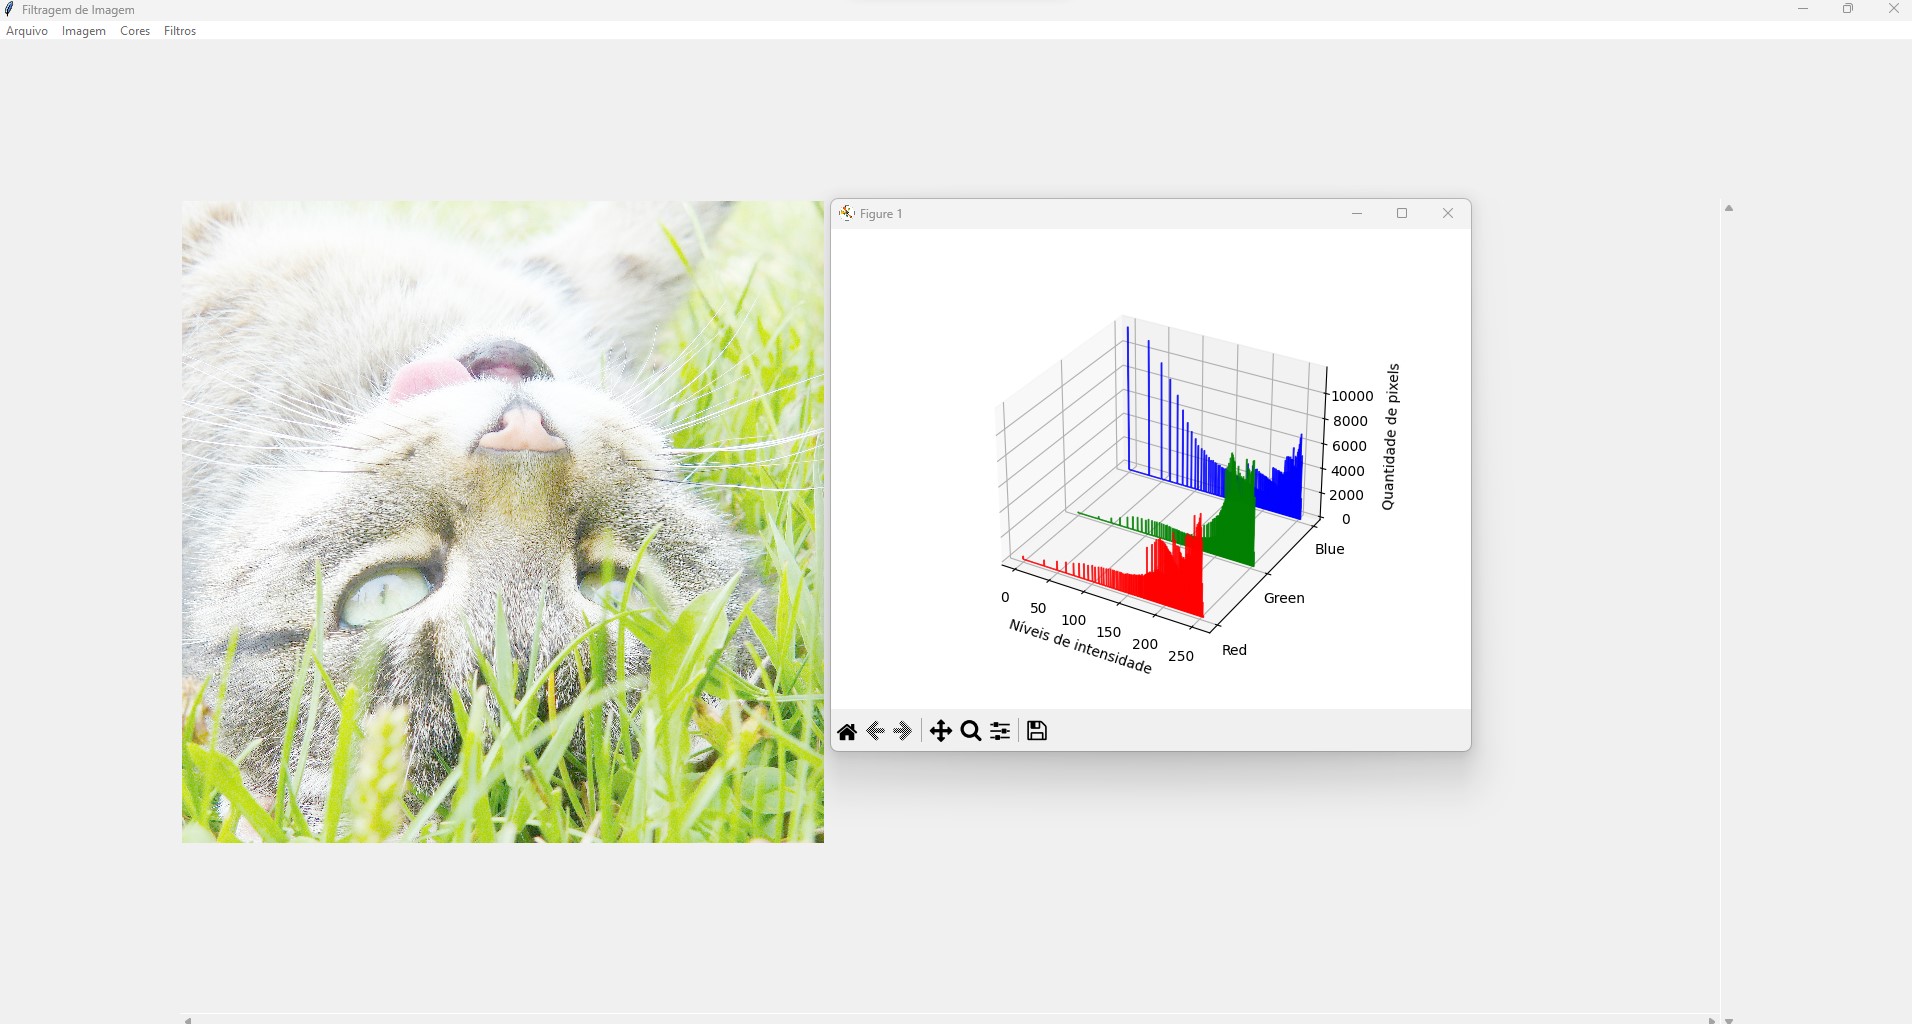 Filtragem de Imagem
Arquivo Imagem Cores Filtros
Figure 1
10000
8000
6000
4000
2000
0
Quantidade de pixels
Blue
Green
Red
0
50
100
150
200
250
Níveis de intensidade